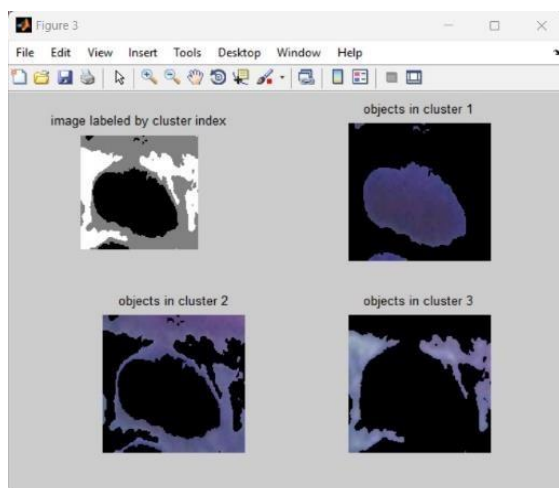 Figure 3
File Edit View Insert Tools Desktop Window Help
image labeled by cluster index
objects in cluster 1
objects in cluster 2
objects in cluster 3